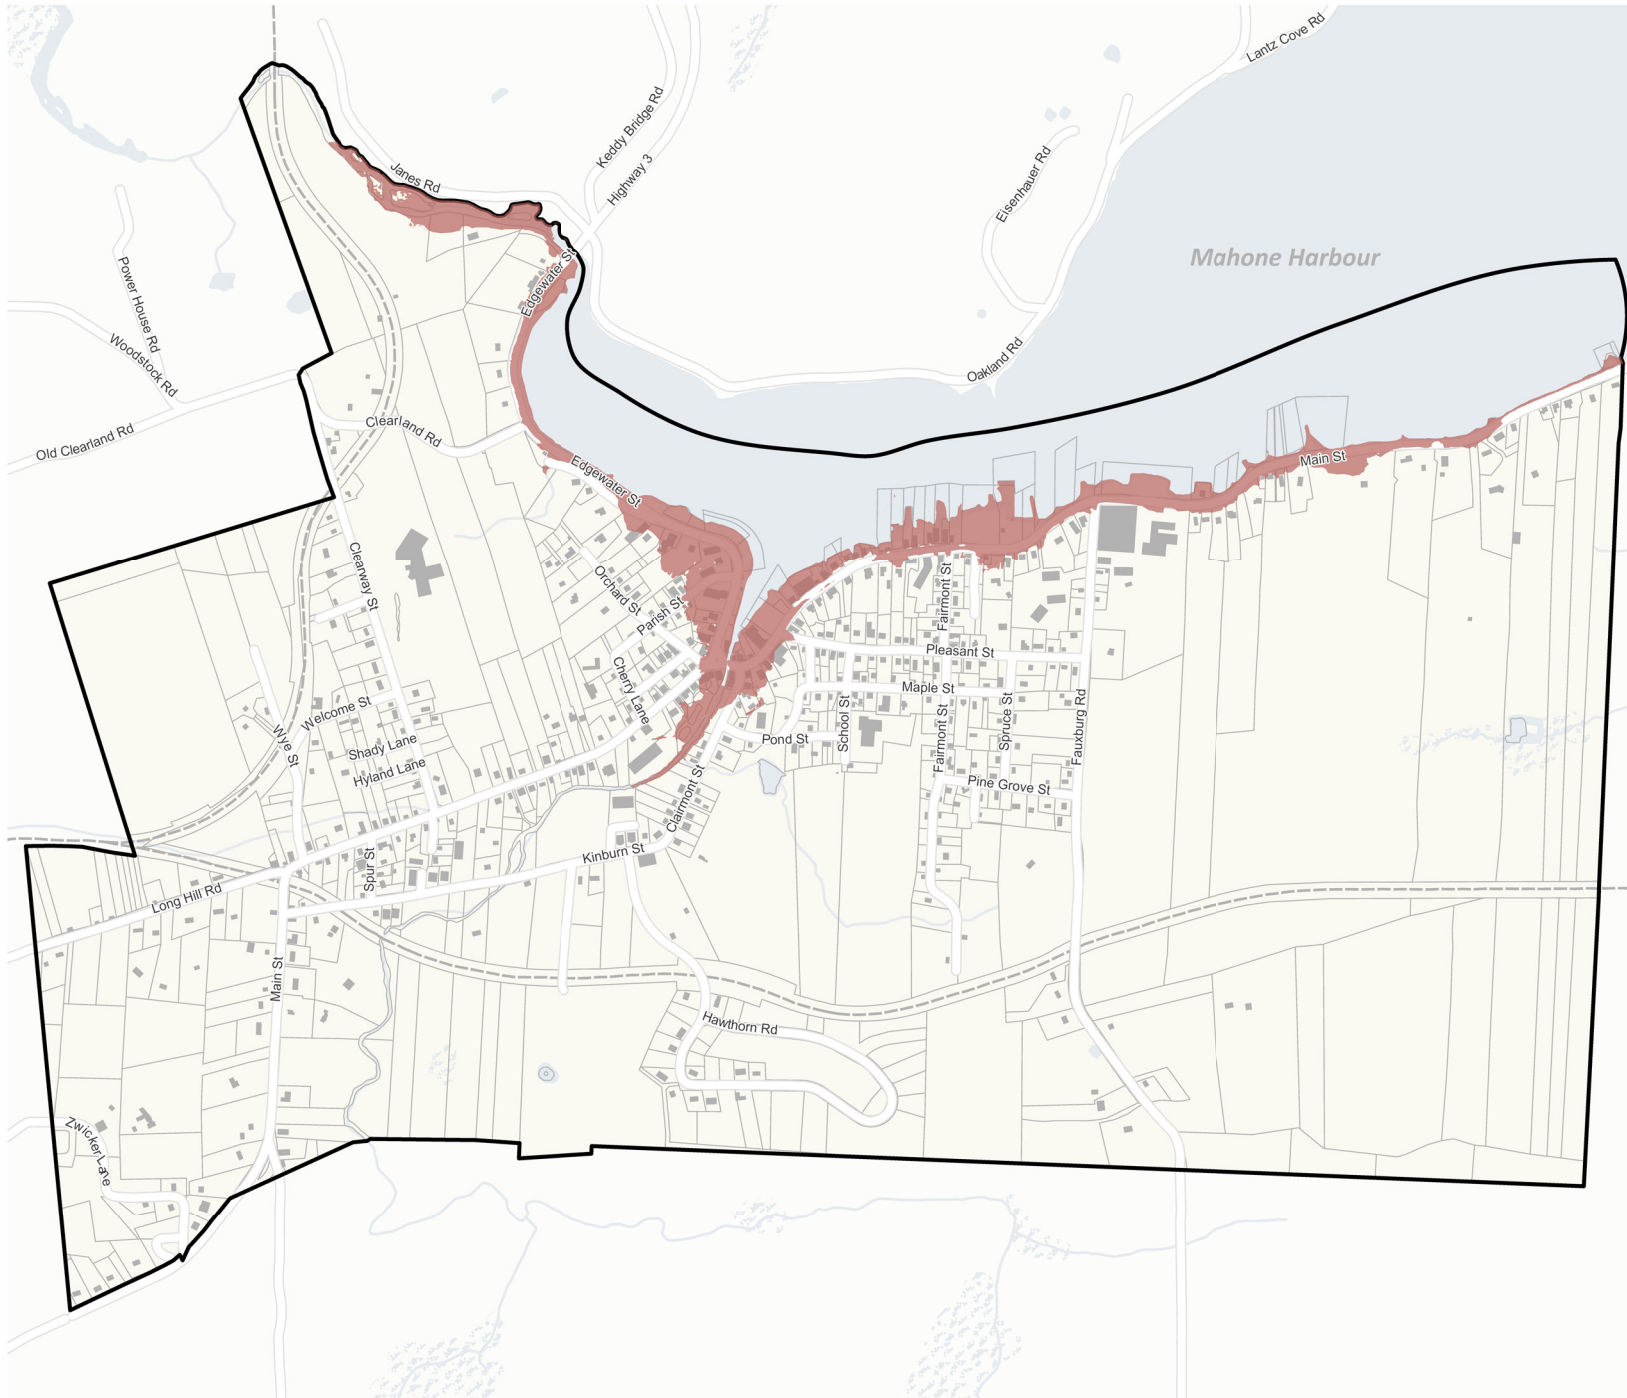 Lantz Cove Rd
Keddy Bridge Rd
Highway 3
Janes Rd
Eisenhauer Rd
Mahone Harbour
Power House Rd
Edgewater St
Woodstock Rd
Oakland Rd
Old Clearland Rd
Clearland Rd
Edgewater St
Main St
Clearway St
Orchard St
Parish St
Fairmont St
Pleasant St
Cherry Lane
Maple St
Welcome St
Wye St
Shady Lane
Hyland Lane
Pond St
School St
Fairmont St
Spruce St
Fauxburg Rd
Pine Grove St
Clairmont St
Kinburn St
Spur St
Long Hill Rd
Main St
Hawthorn Rd
Zwicker Lane